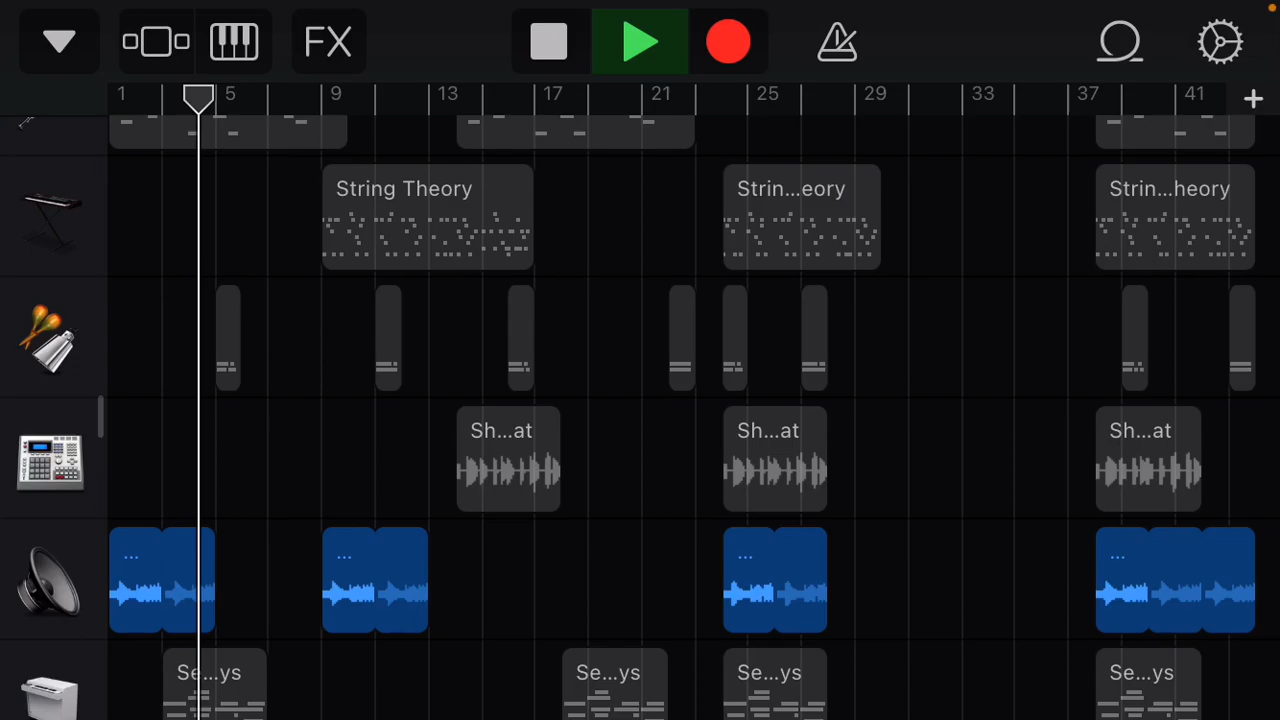 FX
1 5 9 13 17 21 25 29 33 37 41
String Theory Strin...eory Strin...heory
Sh...at Sh...at Sh...at
... ... ... ...
Se...ys Se...ys Se...ys Se...ys